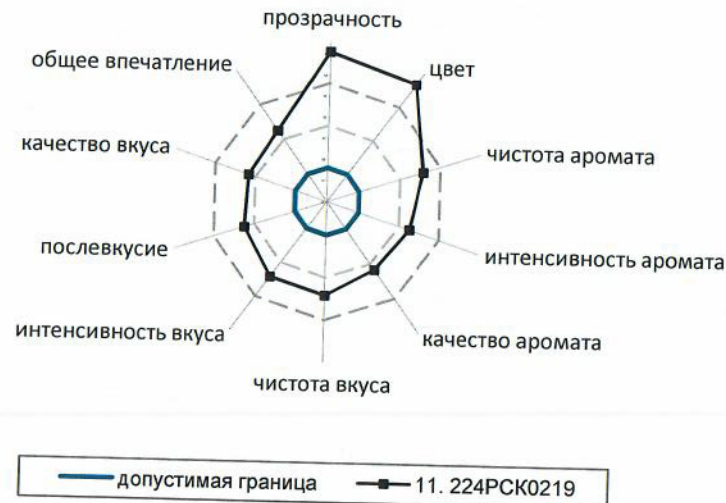 прозрачность
общее впечатление
цвет
качество вкуса
чистота аромата
послевкусие
интенсивность аромата
интенсивность вкуса
качество аромата
чистота вкуса
допустимая граница
11. 224РСК0219